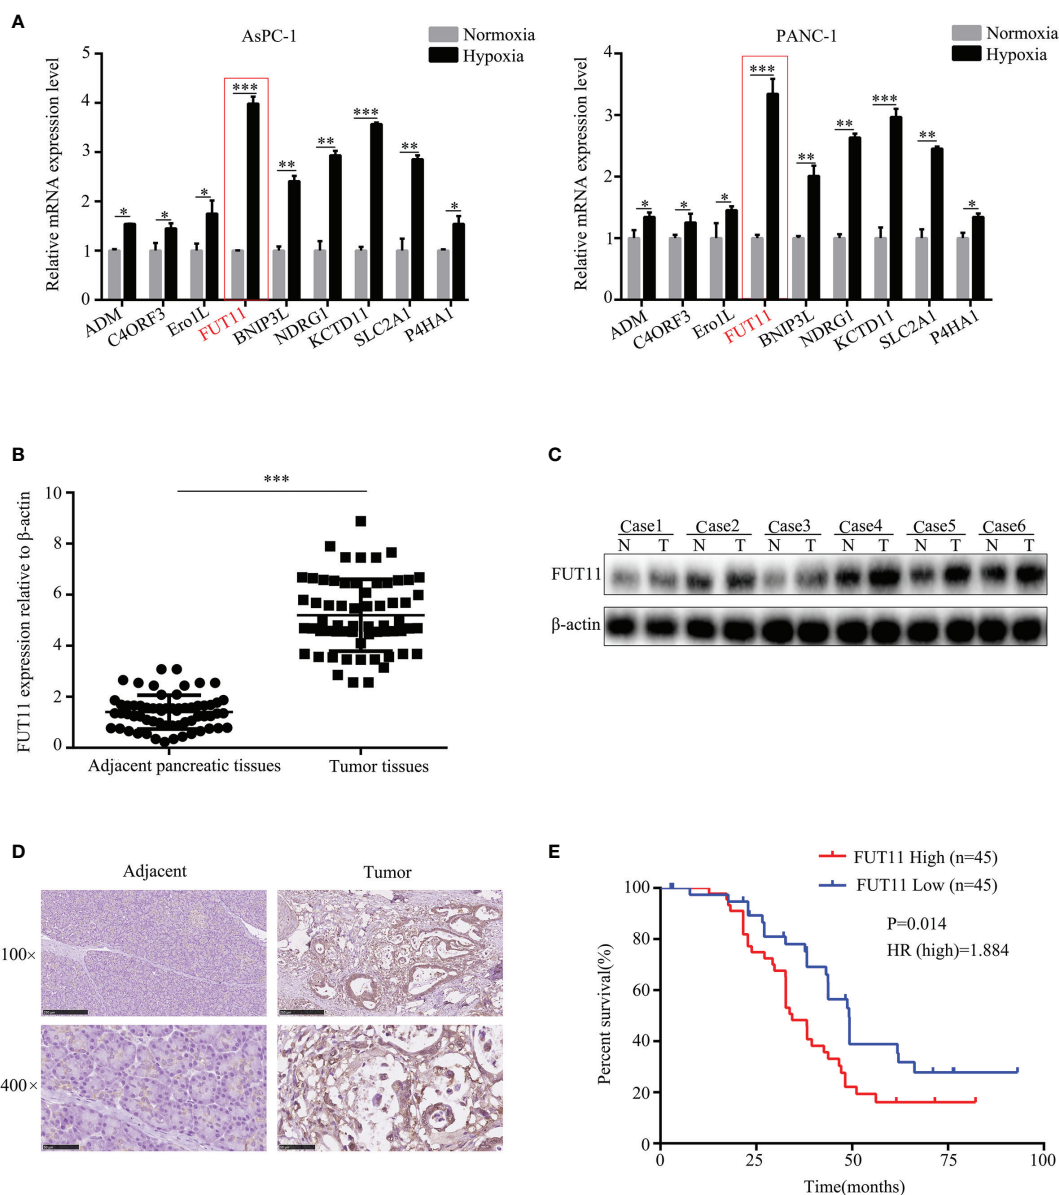 A
AsPC-1
Normoxia
Hypoxia
Relative mRNA expression level
5
4
3
2
1
0
*
*
*
***
**
**
***
**
*
ADM
C4ORF3
Ero1L
FUT11
BNIP3L
NDRG1
KCTD11
SLC2A1
P4HA1
PANC-1
Normoxia
Hypoxia
Relative mRNA expression level
4
3
2
1
0
*
*
*
***
**
**
***
**
*
ADM
C4ORF3
Ero1L
FUT11
BNIP3L
NDRG1
KCTD11
SLC2A1
P4HA1
B
FUT11 expression relative to β-actin
10
8
6
4
2
0
***
Adjacent pancreatic tissues
Tumor tissues
C
Case1 Case2 Case3 Case4 Case5 Case6
N T N T N T N T N T N T
FUT11
β-actin
D
Adjacent
Tumor
100×
400×
E
FUT11 High (n=45)
FUT11 Low (n=45)
P=0.014
HR (high)=1.884
Percent survival(%)
100
80
60
40
20
0
0 25 50 75 100
Time(months)